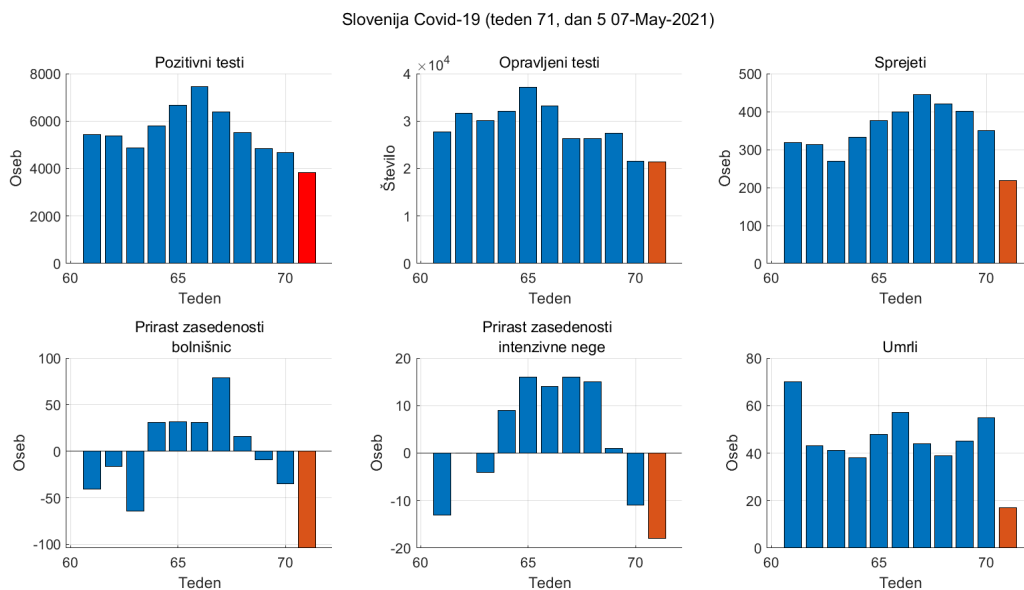 Slovenija Covid-19 (teden 71, dan 5 07-May-2021)
Pozitivni testi
8000
6000
4000
2000
0
Oseb
60
65
70
Teden
Opravljeni testi
×10⁴
4
3
2
1
0
Število
60
65
70
Teden
Sprejeti
500
400
300
200
100
0
Oseb
60
65
70
Teden
Prirast zasedenosti
bolnišnic
100
50
0
-50
-100
Oseb
60
65
70
Teden
Prirast zasedenosti
intenzivne nege
20
10
0
-10
-20
Oseb
60
65
70
Teden
Umrli
80
60
40
20
0
Oseb
60
65
70
Teden